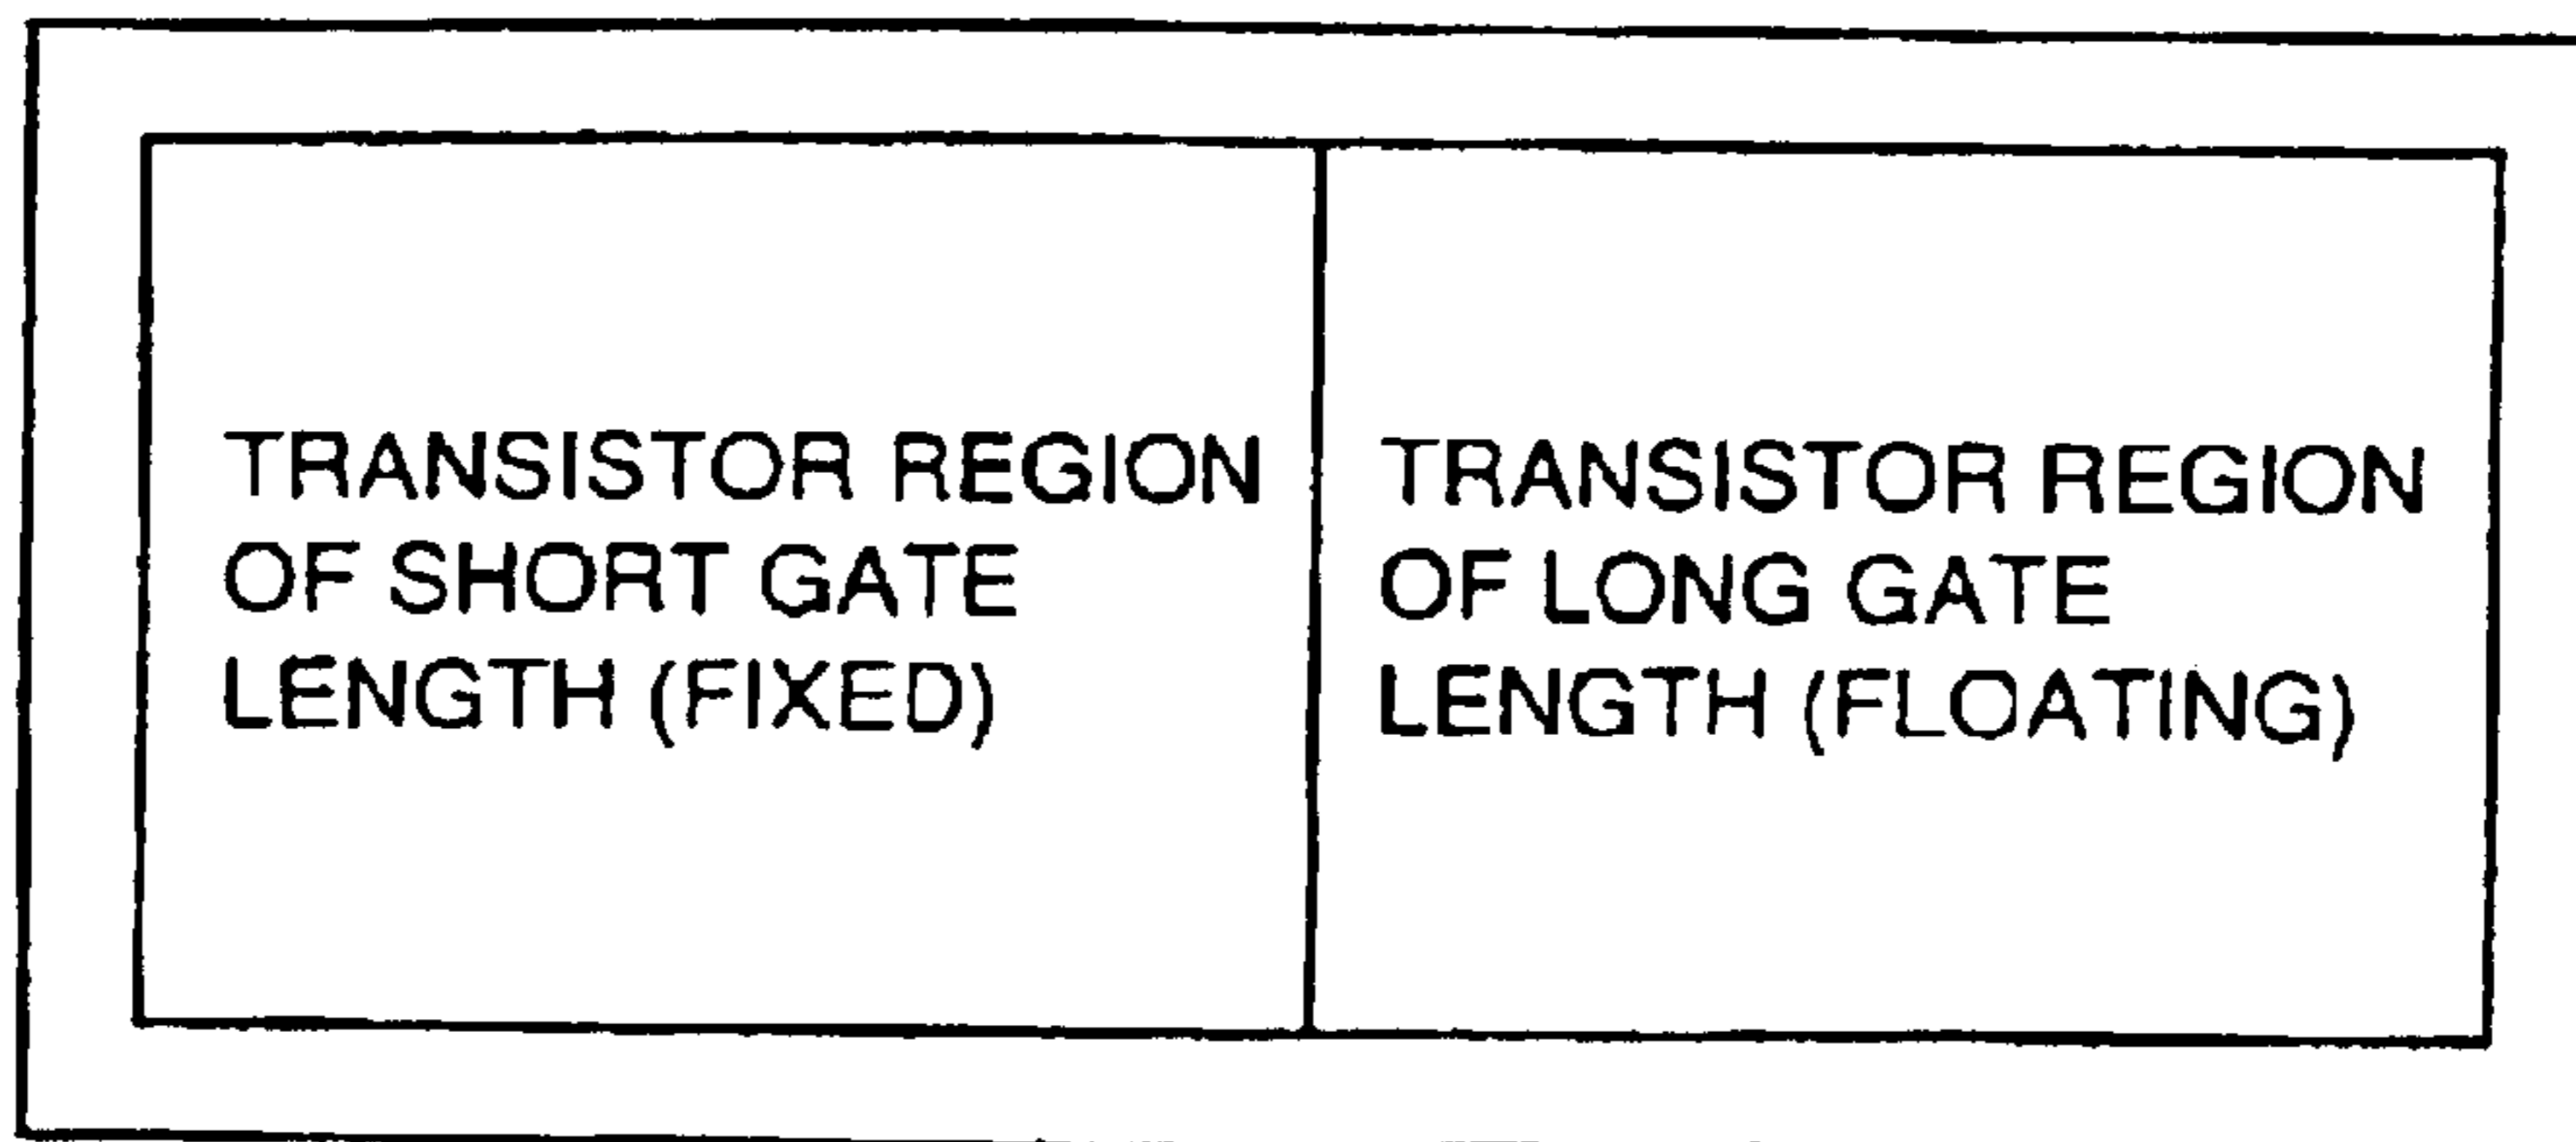 TRANSISTOR REGION
OF SHORT GATE
LENGTH (FIXED)
TRANSISTOR REGION
OF LONG GATE
LENGTH (FLOATING)